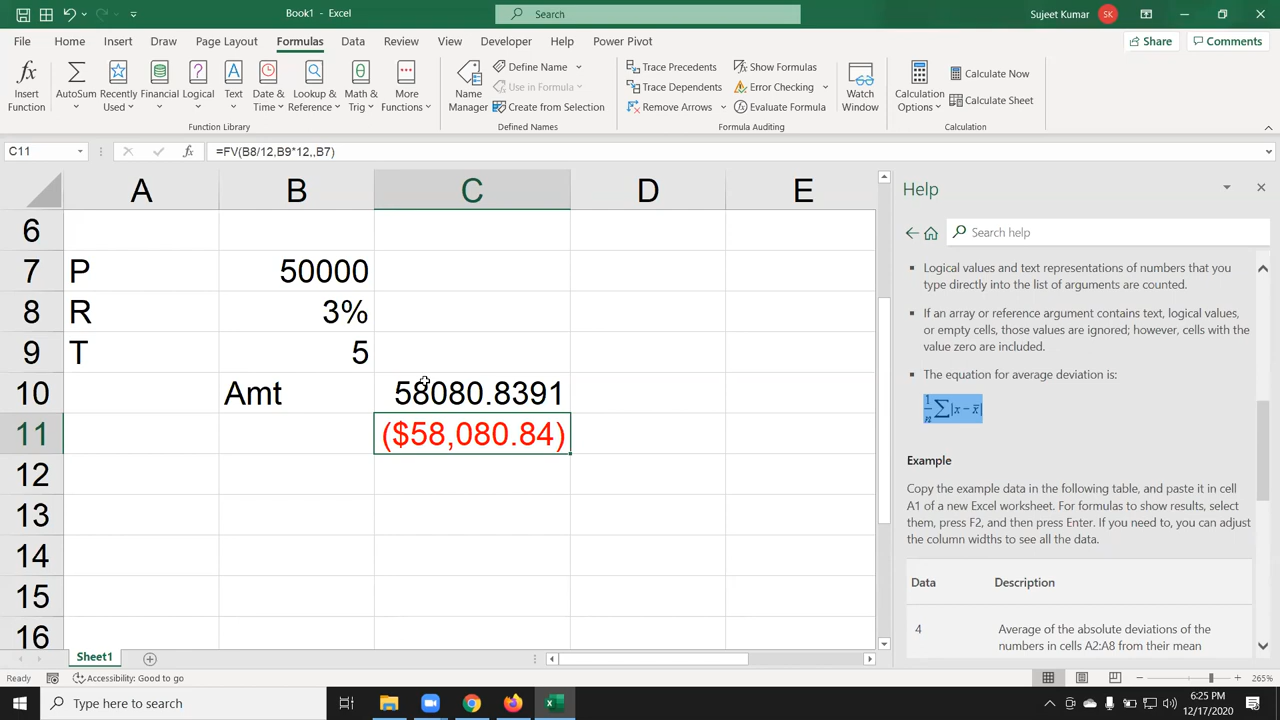 Book1 - Excel
Search
Sujeet Kumar
SK
File
Home
Insert
Draw
Page Layout
Formulas
Data
Review
View
Developer
Help
Power Pivot
Share
Comments
Insert Function
AutoSum
Recently Used
Financial
Logical
Text
Date & Time
Lookup & Reference
Math & Trig
More Functions
Function Library
Name Manager
Define Name
Use in Formula
Create from Selection
Defined Names
Trace Precedents
Trace Dependents
Remove Arrows
Show Formulas
Error Checking
Evaluate Formula
Formula Auditing
Watch Window
Calculation Options
Calculate Now
Calculate Sheet
Calculation
C11
fx
=FV(B8/12,B9*12,,B7)
A B C D E
6
7 P 50000
8 R 3%
9 T 5
10 Amt 58080.8391
11 ($58,080.84)
12
13
14
15
16
Help
Search help
Logical values and text representations of numbers that you
type directly into the list of arguments are counted.
If an array or reference argument contains text, logical values,
or empty cells, those values are ignored; however, cells with the
value zero are included.
The equation for average deviation is:
1/n ∑|x − x̄|
Example
Copy the example data in the following table, and paste it in cell
A1 of a new Excel worksheet. For formulas to show results, select
them, press F2, and then press Enter. If you need to, you can adjust
the column widths to see all the data.
Data Description
4 Average of the absolute deviations of the
numbers in cells A2:A8 from their mean
Sheet1
Ready
Accessibility: Good to go
265%
Type here to search
6:25 PM
12/17/2020